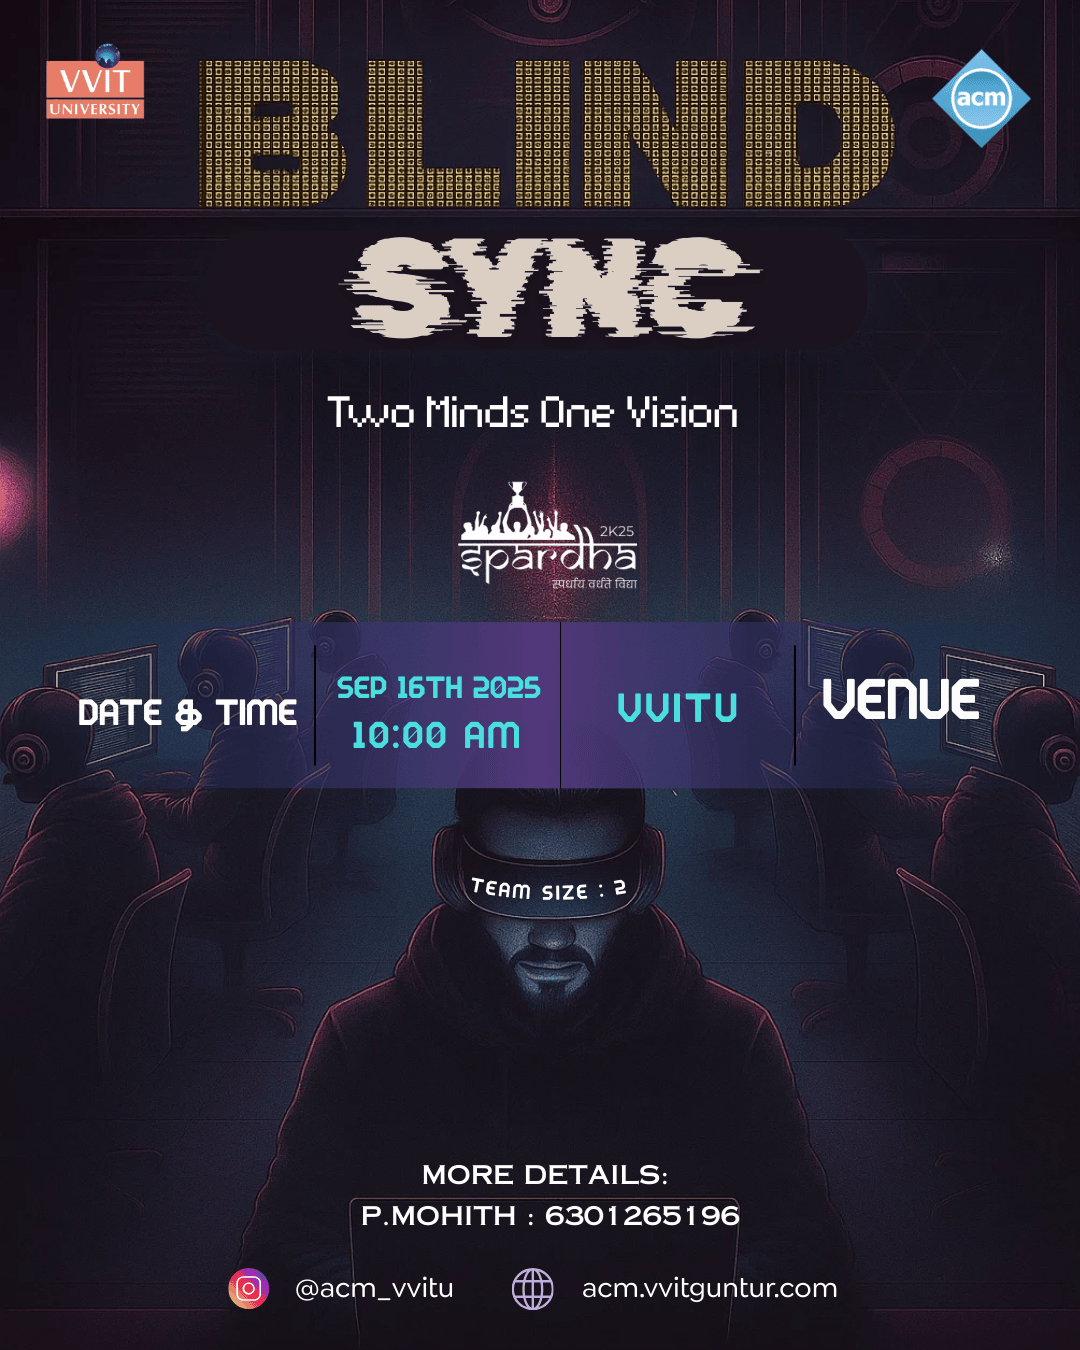 VVIT
UNIVERSITY
acm
BLIND
SYNC
Two Minds One Vision
2K25
spardha
स्पर्धाय वर्धते विद्या
DATE & TIME
SEP 16TH 2025
10:00 AM
VVITU
VENUE
TEAM SIZE : 2
MORE DETAILS:
P.MOHITH : 6301265196
@acm_vvitu
acm.vvitguntur.com